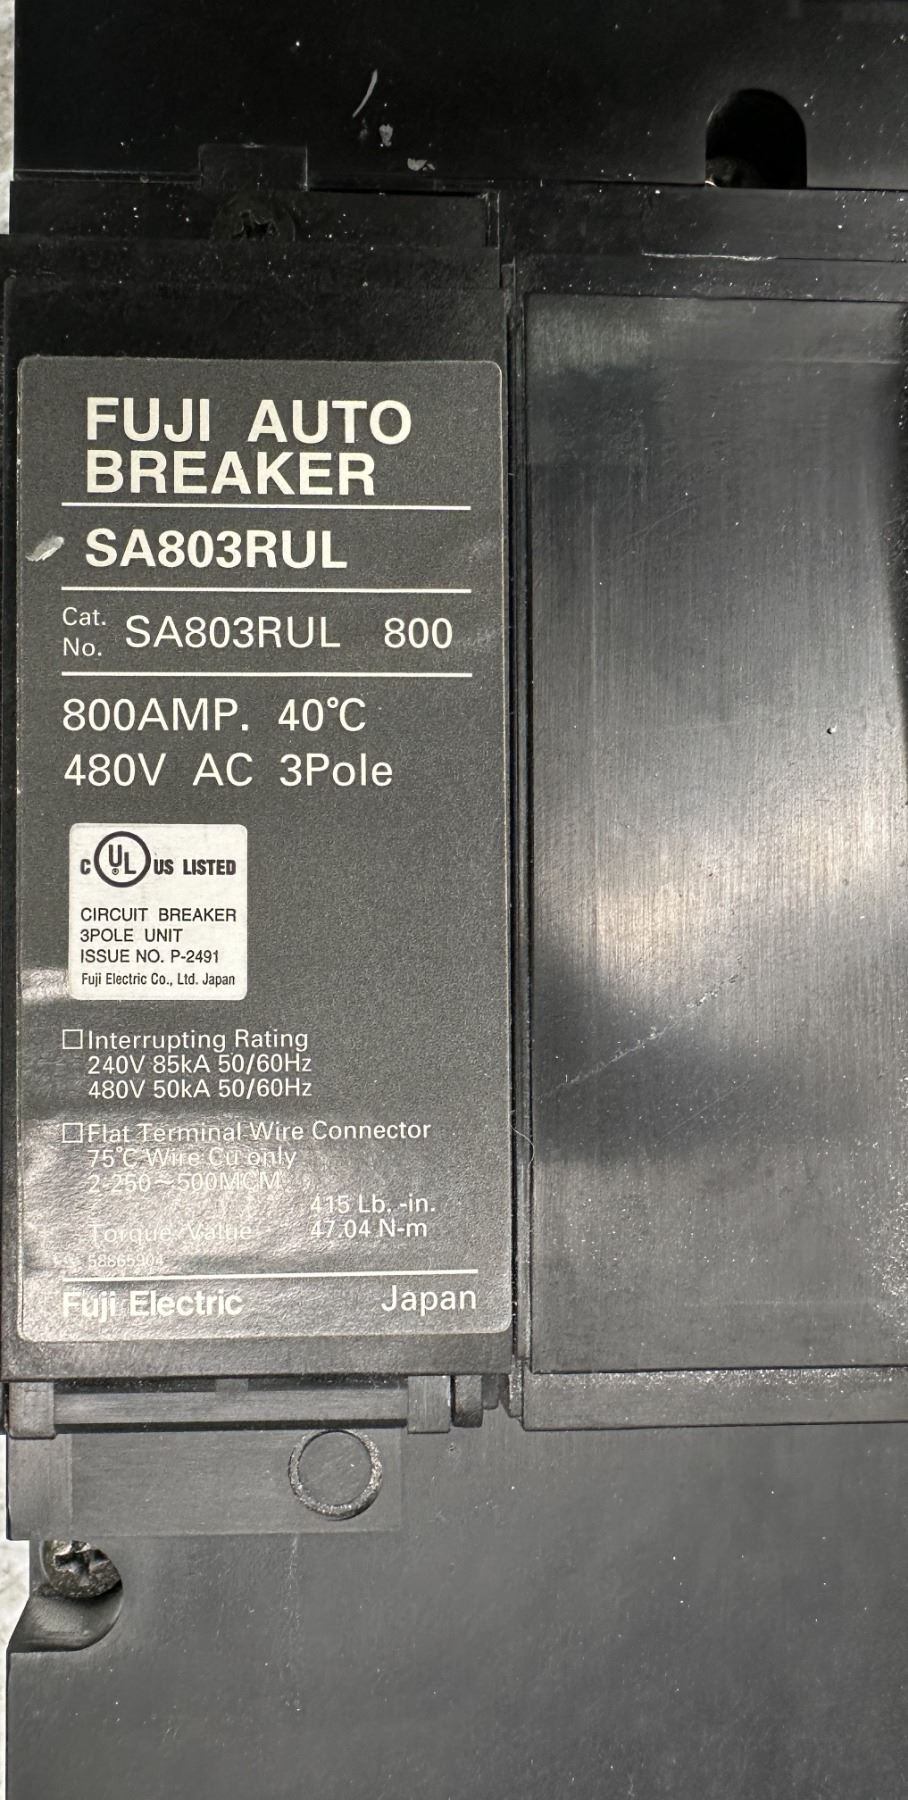 FUJI AUTO
BREAKER
SA803RUL
Cat.
No. SA803RUL 800
800AMP. 40°C
480V AC 3Pole
C UL ® US LISTED
CIRCUIT BREAKER
3POLE UNIT
ISSUE NO. P-2491
Fuji Electric Co., Ltd. Japan
□Interrupting Rating
240V 85kA 50/60Hz
480V 50kA 50/60Hz
□Flat Terminal Wire Connector
75°C Wire Cu only
2-250~500MCM
415 Lb. -in.
Torque Value 47.04 N-m
Fuji Electric Japan